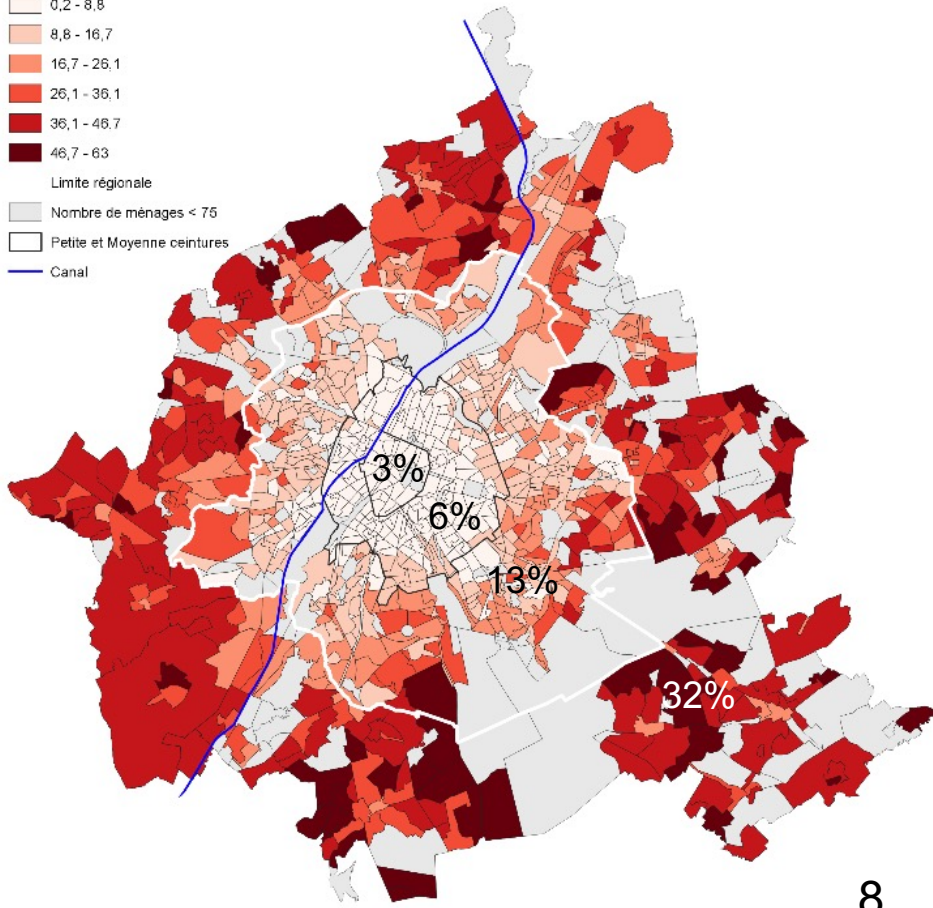 0,2 - 8,8
8,8 - 16,7
16,7 - 26,1
26,1 - 36,1
36,1 - 46,7
46,7 - 63
Limite régionale
Nombre de ménages < 75
Petite et Moyenne ceintures
Canal
3%
6%
13%
32%
8